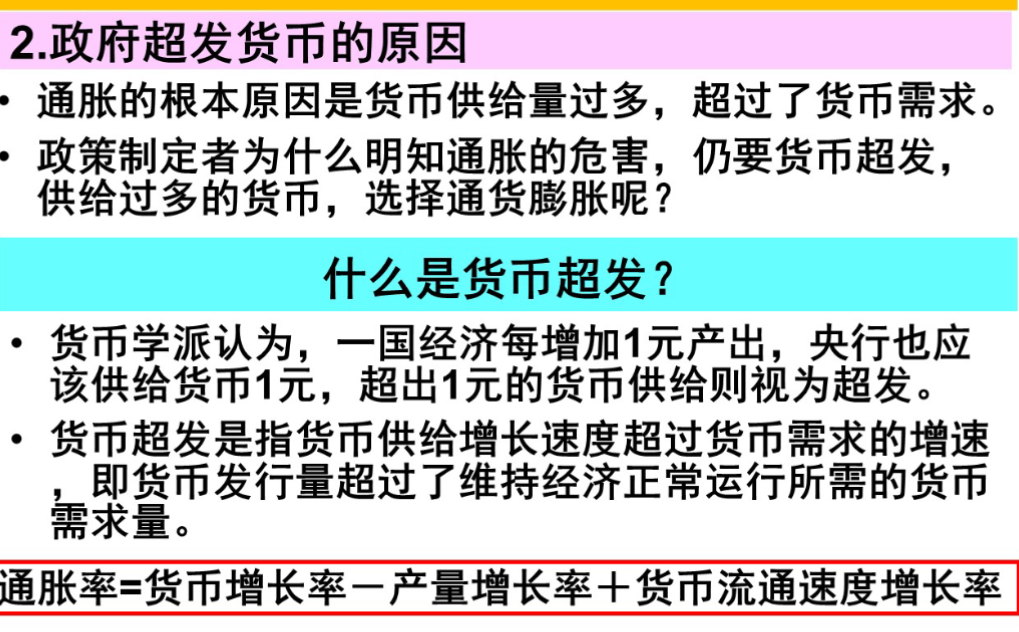 2.政府超发货币的原因
• 通胀的根本原因是货币供给量过多，超过了货币需求。
• 政策制定者为什么明知通胀的危害，仍要货币超发，
供给过多的货币，选择通货膨胀呢？
什么是货币超发？
• 货币学派认为，一国经济每增加1元产出，央行也应
该供给货币1元，超出1元的货币供给则视为超发。
• 货币超发是指货币供给增长速度超过货币需求的增速
，即货币发行量超过了维持经济正常运行所需的货币
需求量。
通胀率=货币增长率－产量增长率＋货币流通速度增长率